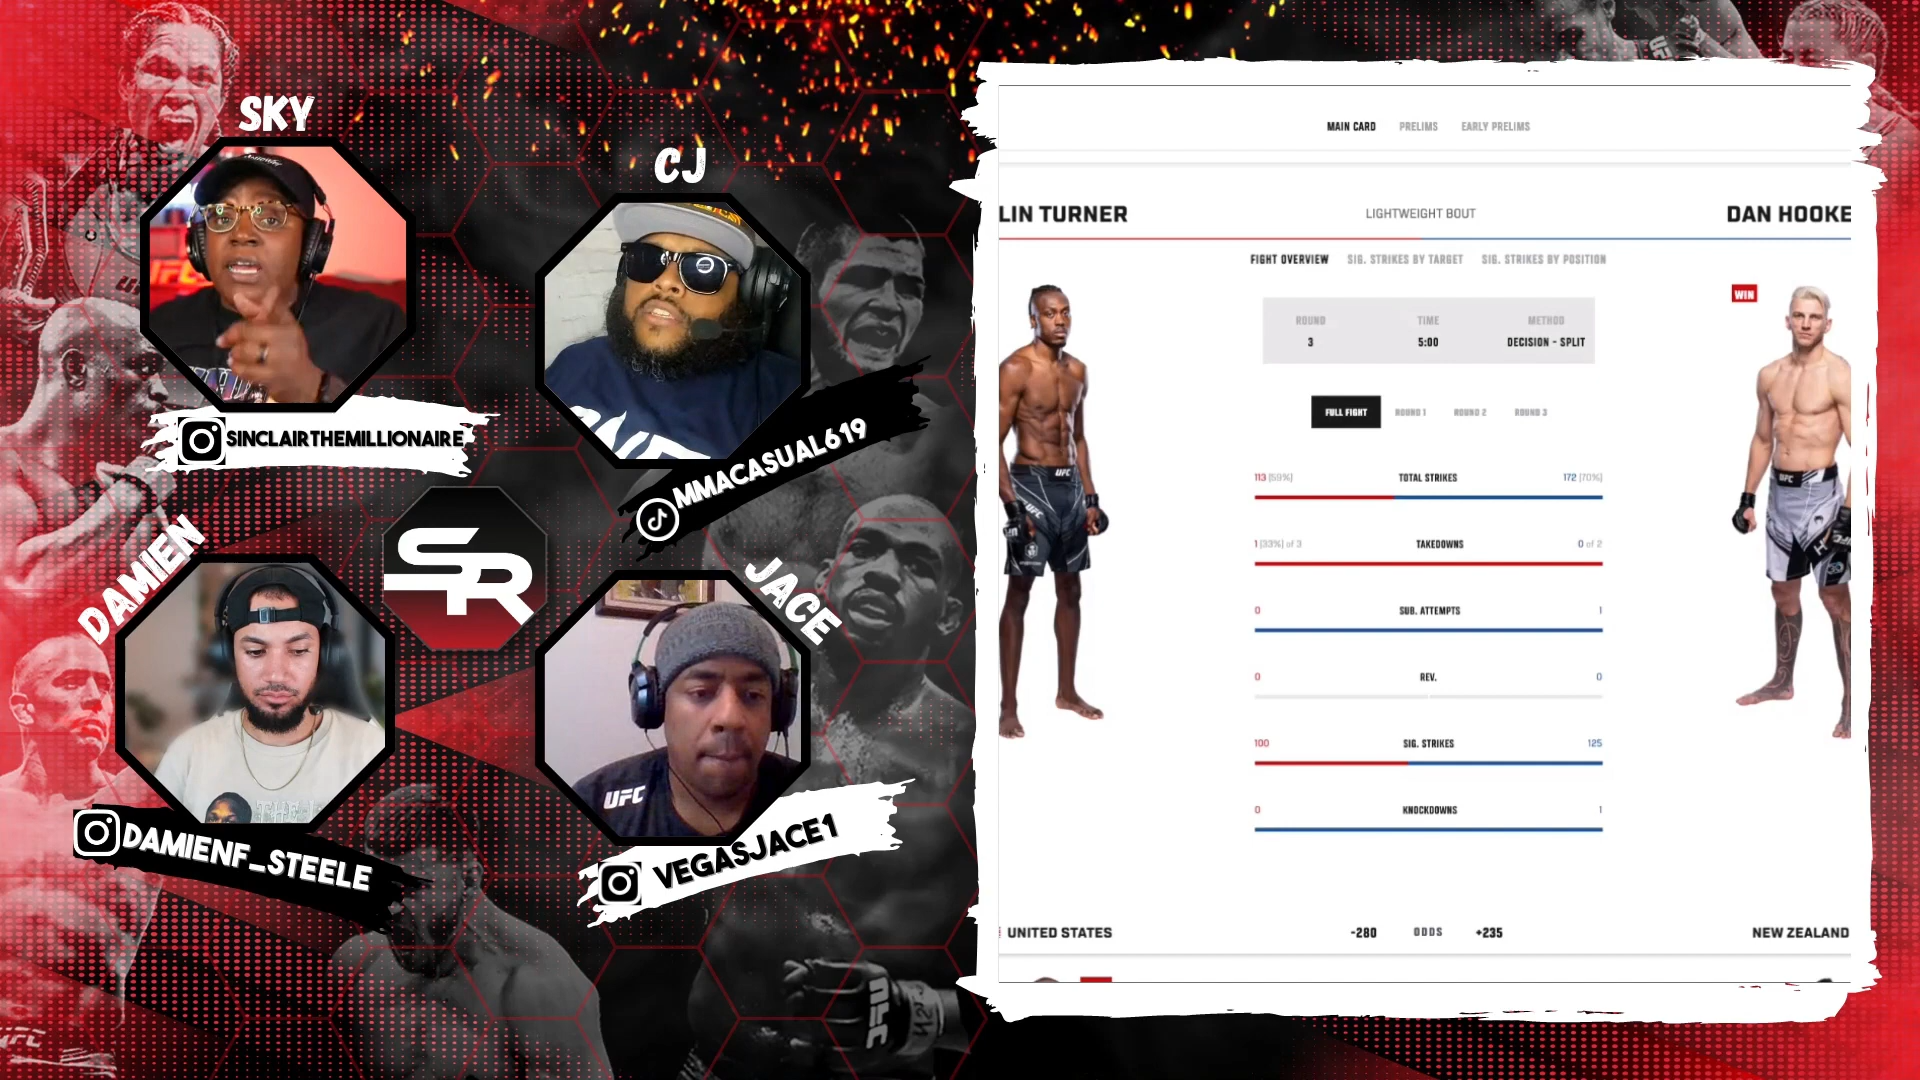 SKY
SINCLAIRTHEMILLIONAIRE
CJ
MMACASUAL619
DAMIEN
DAMIENF_STEELE
SR
JACE
UFC
VEGASJACE1
MAIN CARD PRELIMS EARLY PRELIMS
LIN TURNER LIGHTWEIGHT BOUT DAN HOOKE
FIGHT OVERVIEW SIG. STRIKES BY TARGET SIG. STRIKES BY POSITION
WIN
ROUND TIME METHOD
3 5:00 DECISION - SPLIT
FULL FIGHT ROUND 1 ROUND 2 ROUND 3
113 (59%) TOTAL STRIKES 172 (70%)
1 (33%) of 3 TAKEDOWNS 0 of 2
0 SUB. ATTEMPTS 1
0 REV. 0
100 SIG. STRIKES 125
0 KNOCKDOWNS 1
UNITED STATES -280 ODDS +235 NEW ZEALAND